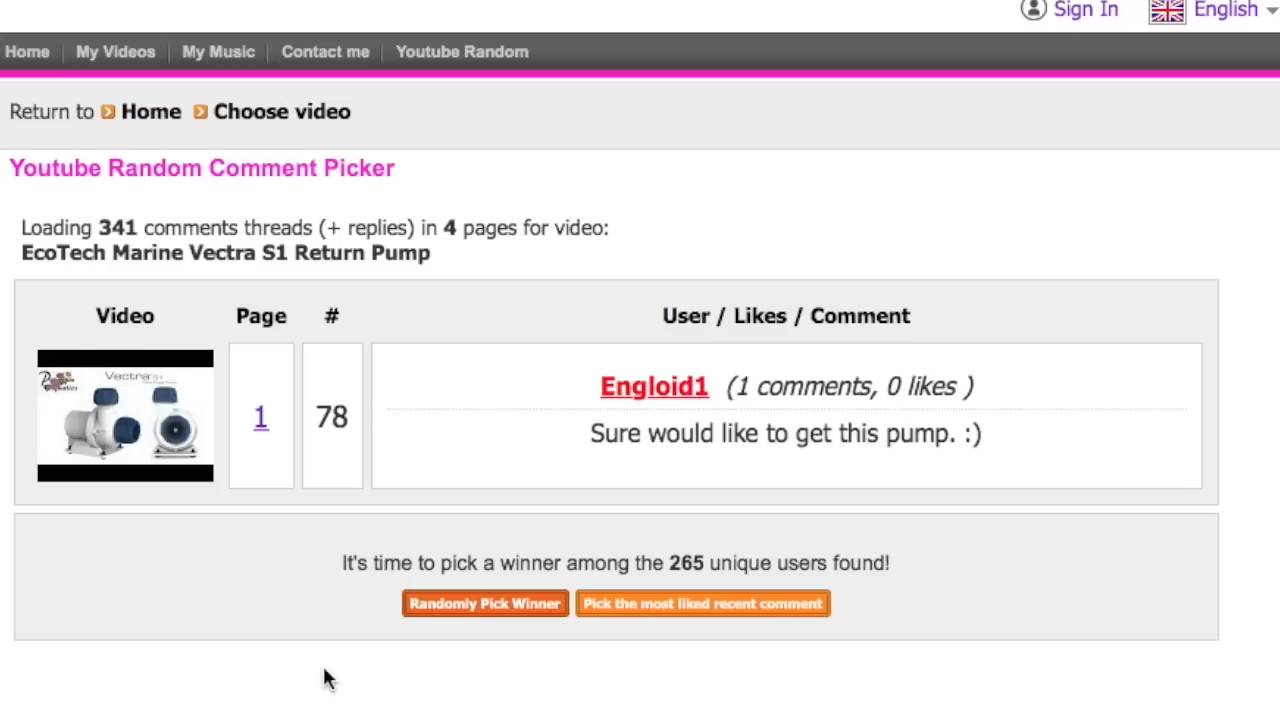 Sign In English
Home My Videos My Music Contact me Youtube Random
Return to Home Choose video
Youtube Random Comment Picker
Loading 341 comments threads (+ replies) in 4 pages for video:
EcoTech Marine Vectra S1 Return Pump
Video Page # User / Likes / Comment
Vectra S1
1 78
Engloid1 (1 comments, 0 likes )
Sure would like to get this pump. :)
It's time to pick a winner among the 265 unique users found!
Randomly Pick Winner Pick the most liked recent comment